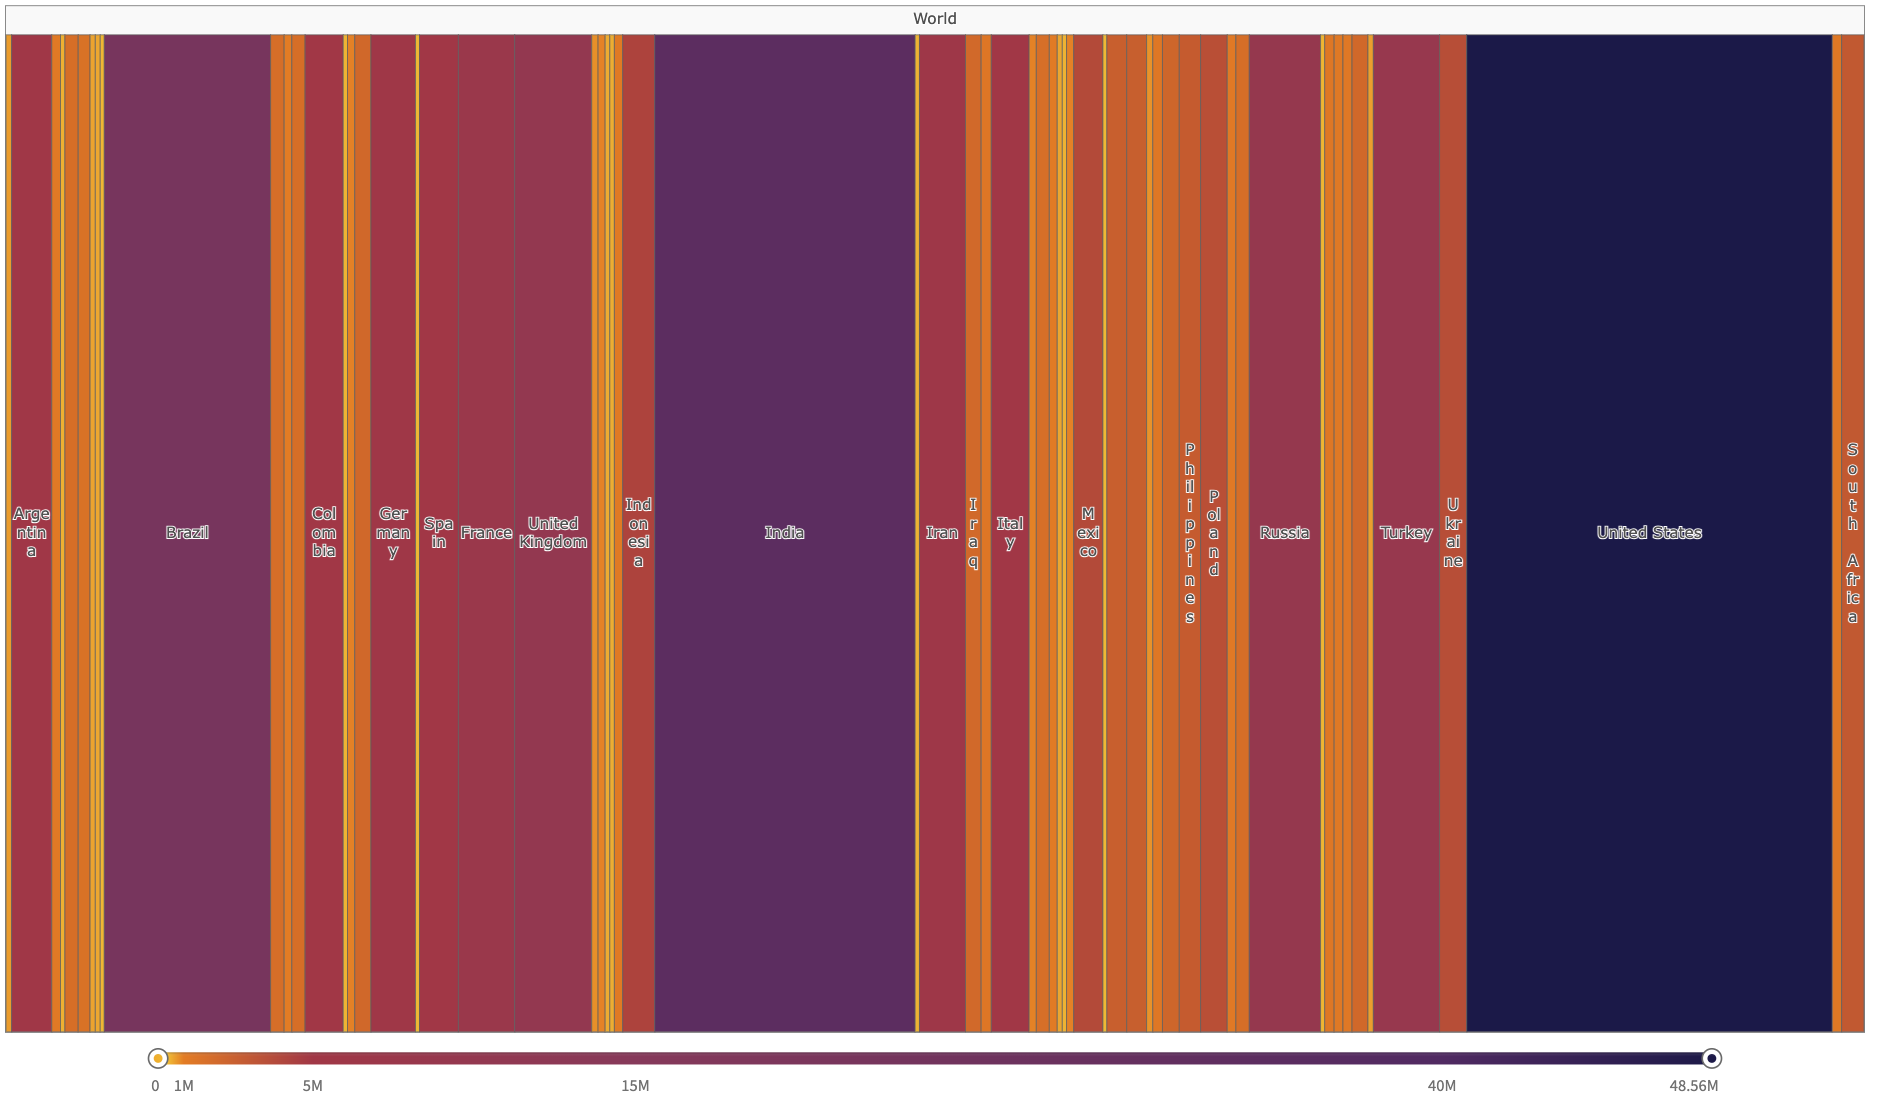 World
Arge
ntin
a
Brazil
Col
om
bia
Ger
man
y
Spa
in
France
United
Kingdom
Ind
on
esi
a
India
Iran
I
r
a
q
Ital
y
M
exi
co
P
h
il
i
p
p
i
n
e
s
P
ol
a
n
d
Russia
Turkey
U
kr
ai
ne
United States
S
o
u
t
h
A
fr
ic
a
0 1M 5M 15M 40M 48.56M